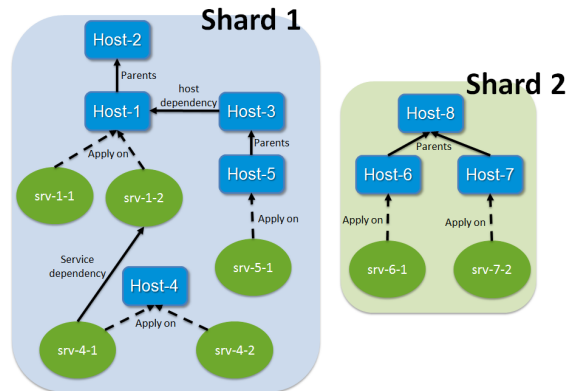 Shard 1
Host-2
Parents
host
dependency
Host-1
Host-3
Apply on
Parents
Host-5
srv-1-1
srv-1-2
Apply on
Service
dependency
srv-5-1
Host-4
Apply on
srv-4-1
srv-4-2
Shard 2
Host-8
Parents
Host-6
Host-7
Apply on
Apply on
srv-6-1
srv-7-2